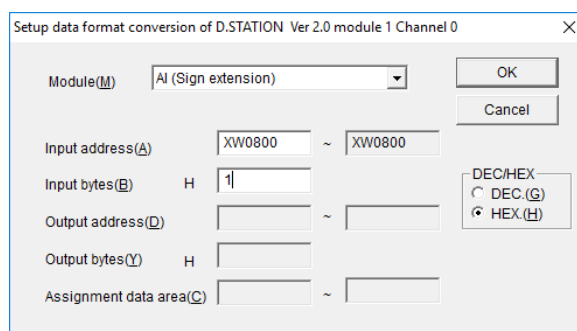 Setup data format conversion of D.STATION Ver 2.0 module 1 Channel 0
Module(M) AI (Sign extension) OK
Cancel
Input address(A) XW0800 ~ XW0800
Input bytes(B) H 1
DEC/HEX
DEC.(G)
HEX.(H)
Output address(D) ~
Output bytes(Y) H
Assignment data area(C) ~